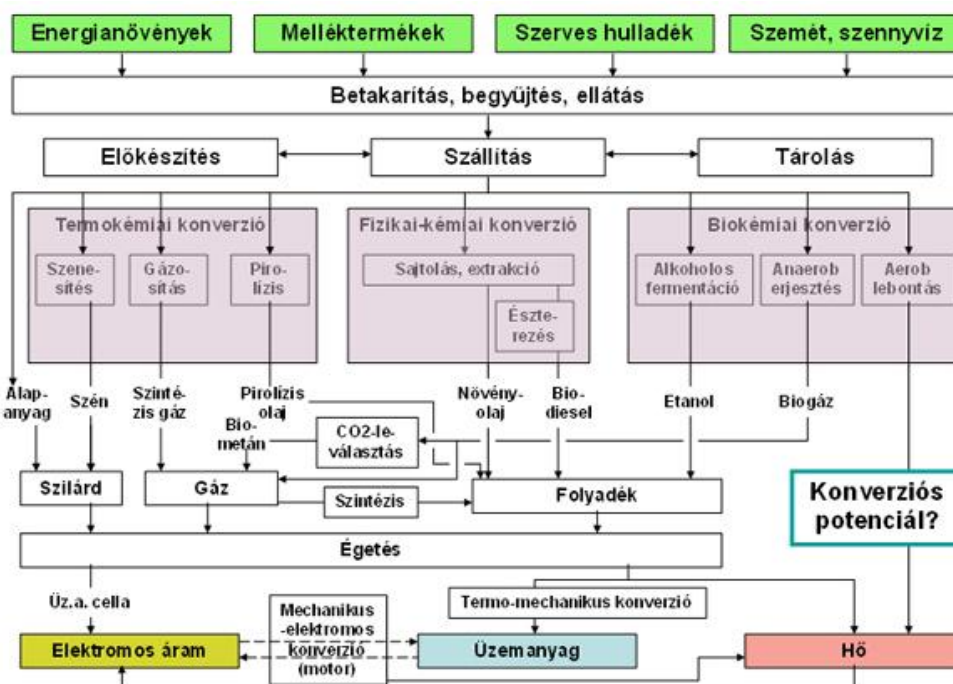 Energianövények
Melléktermékek
Szerves hulladék
Szemét, szennyvíz
Betakarítás, begyüjtés, ellátás
Előkészítés
Szállítás
Tárolás
Termokémiai konverzió
Fizikai-kémiai konverzió
Biokémiai konverzió
Szene-
sítés
Gázo-
sítás
Piro-
lízis
Sajtolás, extrakció
Észte-
rezés
Alkoholos
fermentáció
Anaerob
erjesztés
Aerob
lebontás
Alap-
anyag
Szén
Szinté-
zis gáz
Pirolízis
olaj
Bio-
metán
CO2-le-
választás
Növény-
olaj
Bio-
diesel
Etanol
Biogáz
Szilárd
Gáz
Szintézis
Folyadék
Konverziós
potenciál?
Égetés
Üz.a. cella
Mechanikus
-elektromos
konverzió
(motor)
Termo-mechanikus konverzió
Elektromos áram
Üzemanyag
Hő